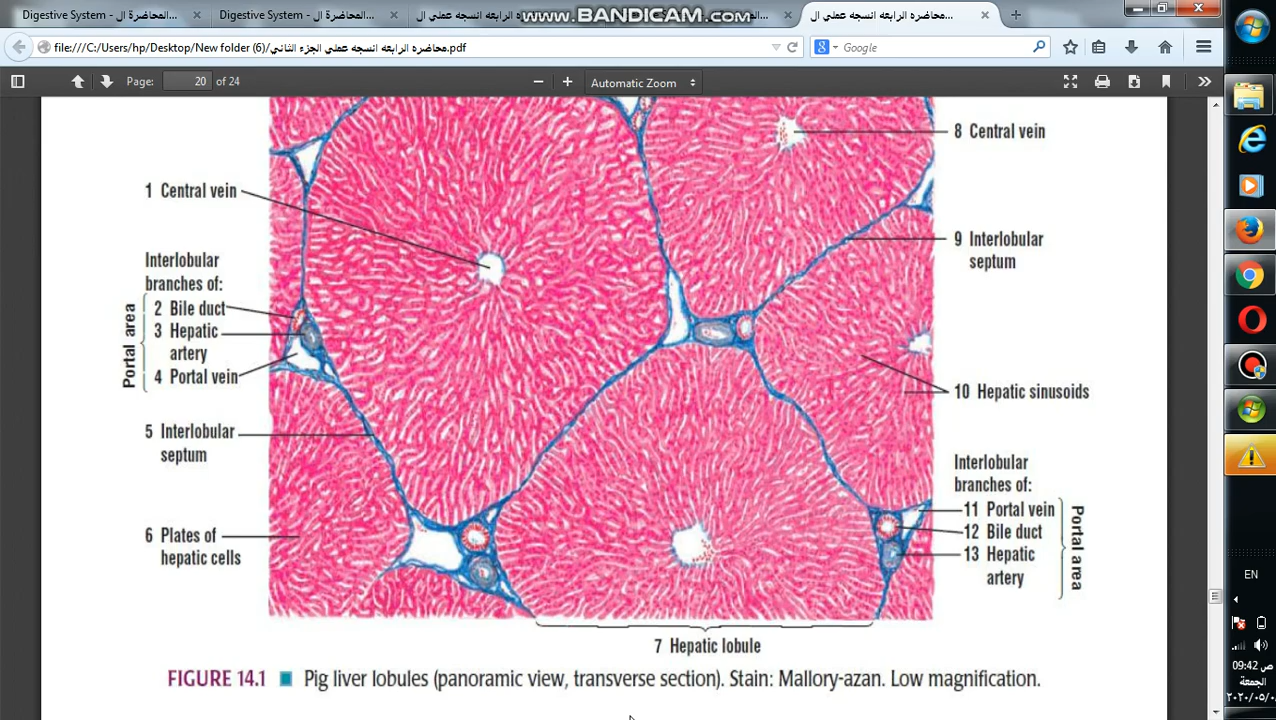 المحاضرة ال... - Digestive System
المحاضرة ال... - Digestive System
محاضره الرابعه انسجه عملي ال
www.BANDICAM.com
محاضره الرابعه انسجه عملي ال...
file:///C:/Users/hp/Desktop/New folder (6)/محاضره الرابعه انسجه عملي الجزء الثاني.pdf
Google
Page: 20 of 24
Automatic Zoom
1 Central vein
Interlobular
branches of:
Portal area
2 Bile duct
3 Hepatic
artery
4 Portal vein
5 Interlobular
septum
6 Plates of
hepatic cells
8 Central vein
9 Interlobular
septum
10 Hepatic sinusoids
Interlobular
branches of:
11 Portal vein
12 Bile duct
13 Hepatic
artery
Portal area
7 Hepatic lobule
FIGURE 14.1 Pig liver lobules (panoramic view, transverse section). Stain: Mallory-azan. Low magnification.
EN
09:42 ص
الجمعة